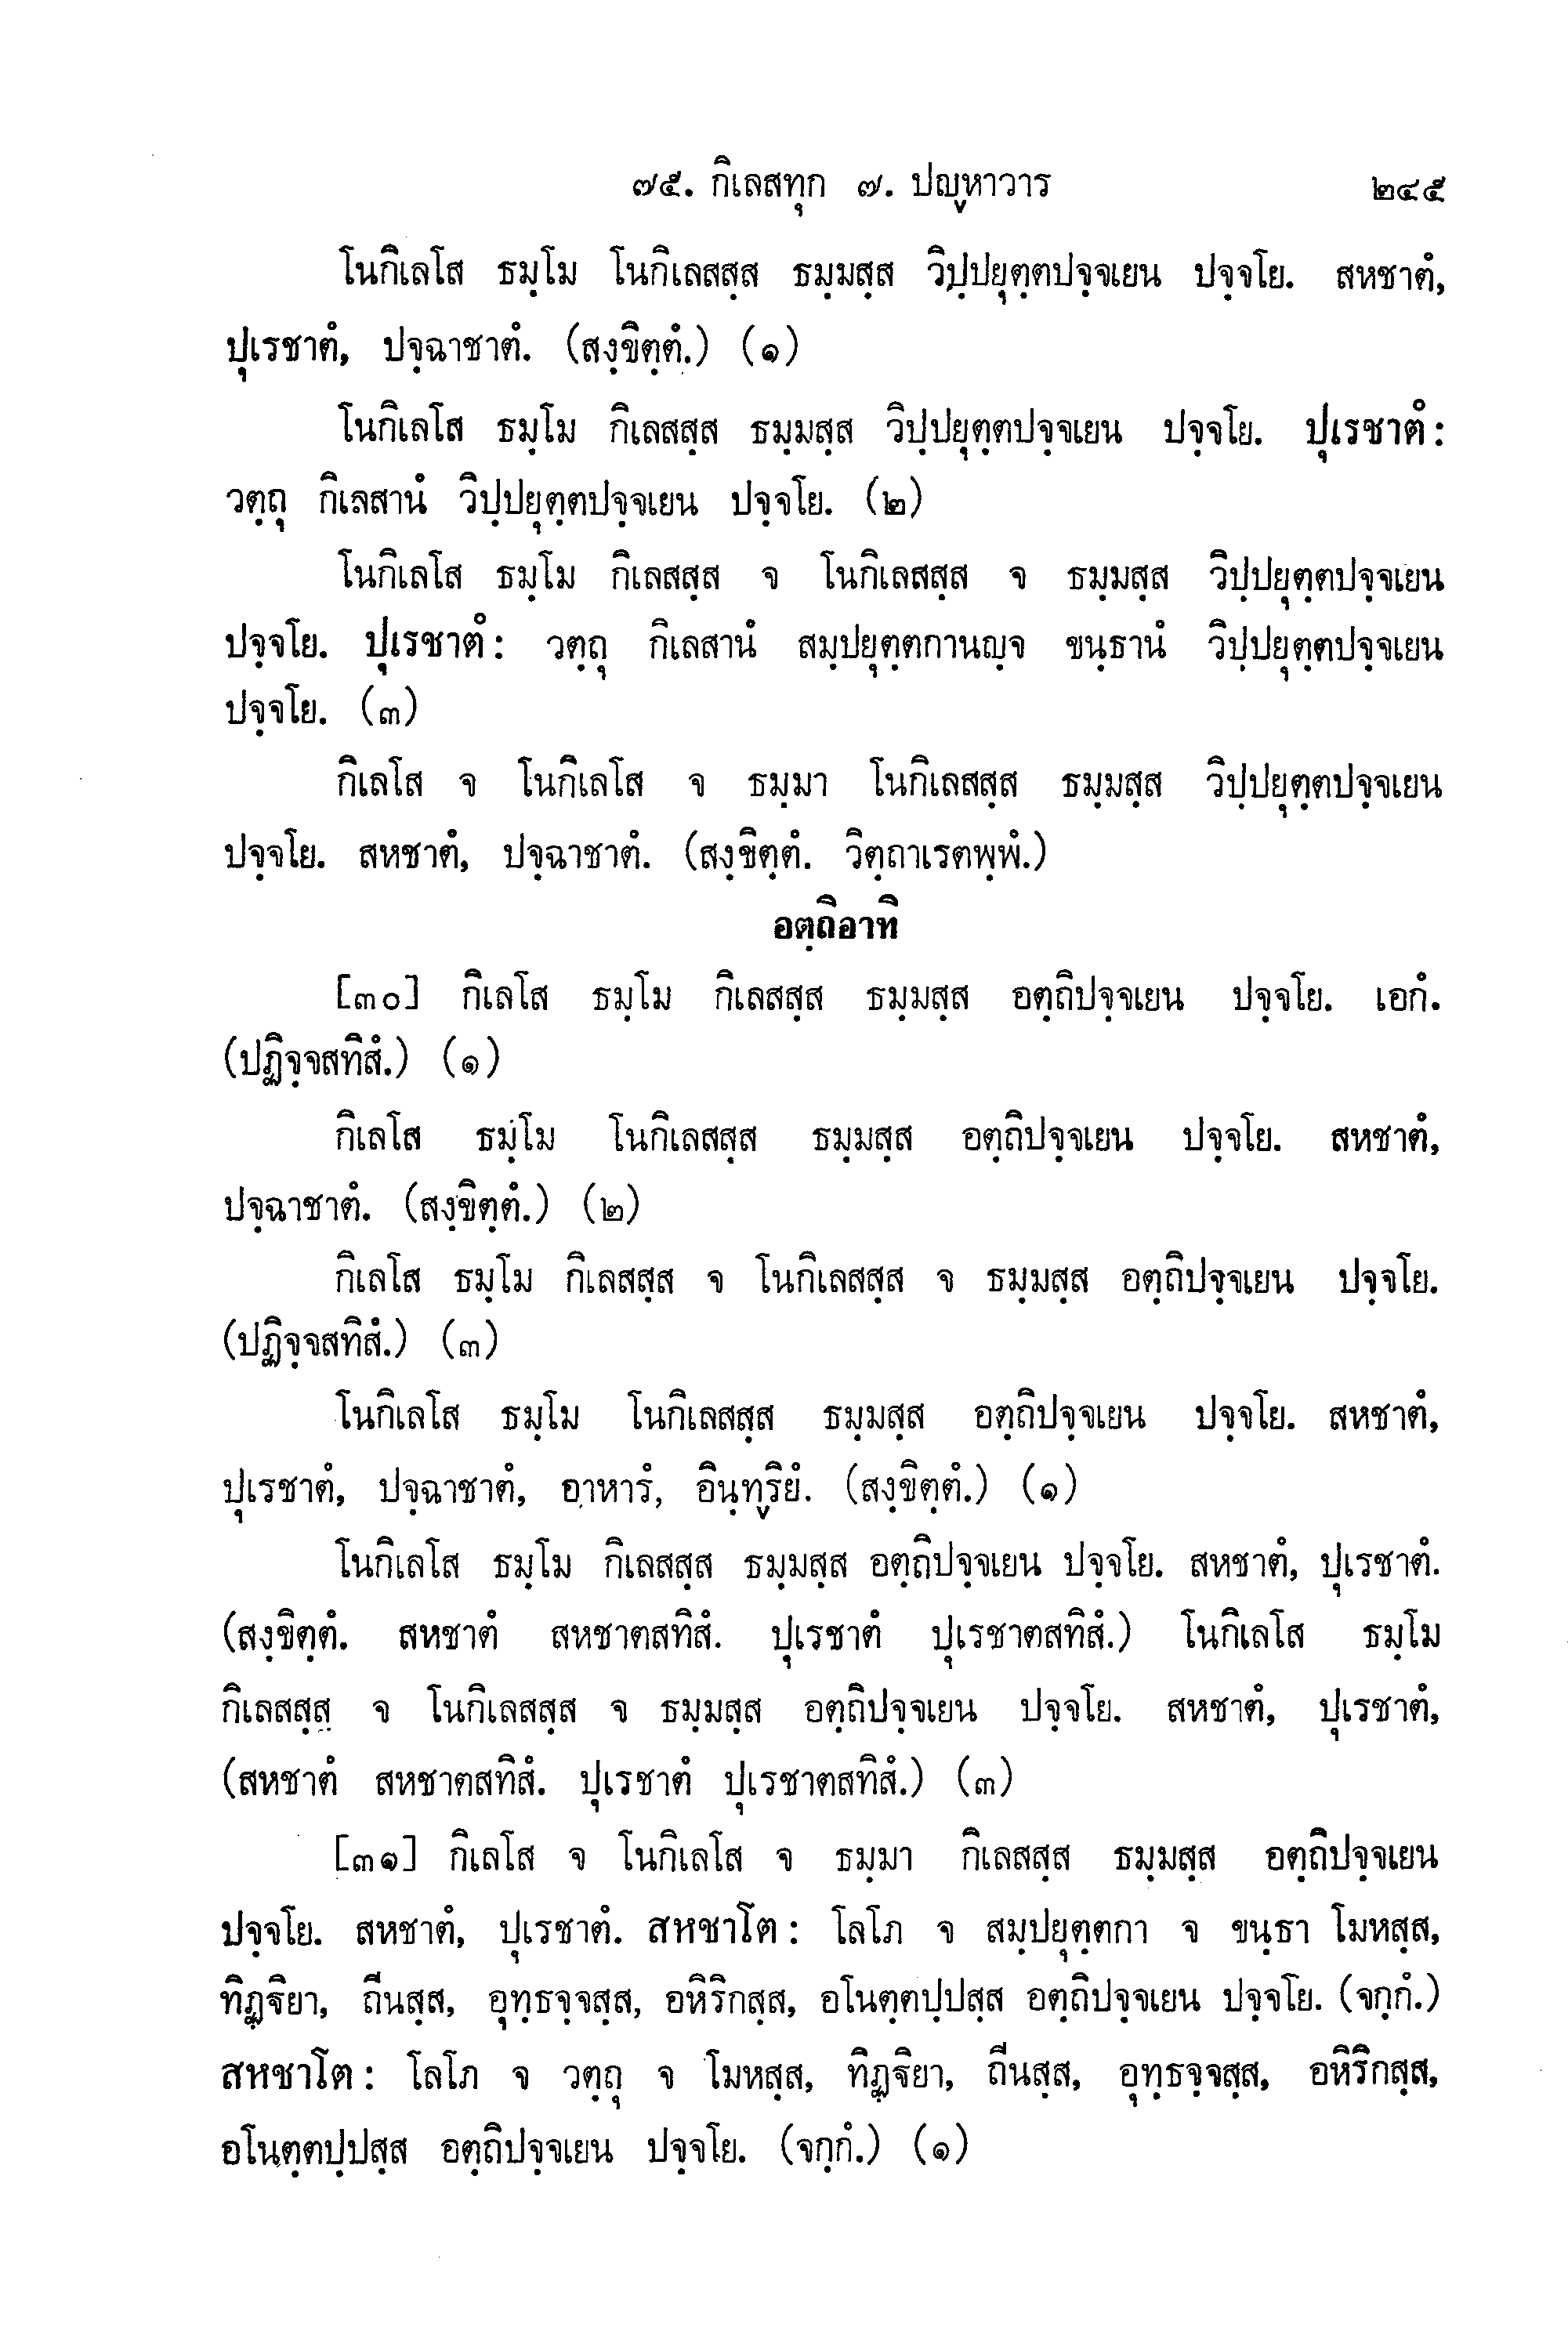 ๗๕. กิเลสทุก ๗. ปญฺหาวาร ๒๔๕
โนกิเลโส ธมฺโม โนกิเลสสฺส ธมฺมสฺส วิปฺปยุตฺตปจฺจเยน ปจฺจโย. สหชาตํ,
ปุเรชาตํ, ปจฺฉาชาตํ. (สงฺขิตฺตํ.) (๑)
โนกิเลโส ธมฺโม กิเลสสฺส ธมฺมสฺส วิปฺปยุตฺตปจฺจเยน ปจฺจโย. ปุเรชาตํ :
วตฺถุ กิเลสานํ วิปฺปยุตฺตปจฺจเยน ปจฺจโย. (๒)
โนกิเลโส ธมฺโม กิเลสสฺส จ โนกิเลสสฺส จ ธมฺมสฺส วิปฺปยุตฺตปจฺจเยน
ปจฺจโย. ปุเรชาตํ : วตฺถุ กิเลสานํ สมฺปยุตฺตกานญฺจ ขนฺธานํ วิปฺปยุตฺตปจฺจเยน
ปจฺจโย. (๓)
กิเลโส จ โนกิเลโส จ ธมฺมา โนกิเลสสฺส ธมฺมสฺส วิปฺปยุตฺตปจฺจเยน
ปจฺจโย. สหชาตํ, ปจฺฉาชาตํ. (สงฺขิตฺตํ. วิตฺถาเรตพฺพํ.)
อตฺถิอาทิ
[๓๐] กิเลโส ธมฺโม กิเลสสฺส ธมฺมสฺส อตฺถิปจฺจเยน ปจฺจโย. เอกํ.
(ปฏิจฺจสทิสํ.) (๑)
กิเลโส ธมฺโม โนกิเลสสฺส ธมฺมสฺส อตฺถิปจฺจเยน ปจฺจโย. สหชาตํ,
ปจฺฉาชาตํ. (สงฺขิตฺตํ.) (๒)
กิเลโส ธมฺโม กิเลสสฺส จ โนกิเลสสฺส จ ธมฺมสฺส อตฺถิปจฺจเยน ปจฺจโย.
(ปฏิจฺจสทิสํ.) (๓)
โนกิเลโส ธมฺโม โนกิเลสสฺส ธมฺมสฺส อตฺถิปจฺจเยน ปจฺจโย. สหชาตํ,
ปุเรชาตํ, ปจฺฉาชาตํ, อาหารํ, อินฺทฺริยํ. (สงฺขิตฺตํ.) (๑)
โนกิเลโส ธมฺโม กิเลสสฺส ธมฺมสฺส อตฺถิปจฺจเยน ปจฺจโย. สหชาตํ, ปุเรชาตํ.
(สงฺขิตฺตํ. สหชาตํ สหชาตสทิสํ. ปุเรชาตํ ปุเรชาตสทิสํ.) โนกิเลโส ธมฺโม
กิเลสสฺส จ โนกิเลสสฺส จ ธมฺมสฺส อตฺถิปจฺจเยน ปจฺจโย. สหชาตํ, ปุเรชาตํ,
(สหชาตํ สหชาตสทิสํ. ปุเรชาตํ ปุเรชาตสทิสํ.) (๓)
[๓๑] กิเลโส จ โนกิเลโส จ ธมฺมา กิเลสสฺส ธมฺมสฺส อตฺถิปจฺจเยน
ปจฺจโย. สหชาตํ, ปุเรชาตํ. สหชาโต : โลโภ จ สมฺปยุตฺตกา จ ขนฺธา โมหสฺส,
ทิฏฺฐิยา, ถีนสฺส, อุทฺธจฺจสฺส, อหิริกสฺส, อโนตฺตปฺปสฺส อตฺถิปจฺจเยน ปจฺจโย. (จกฺกํ.)
สหชาโต : โลโภ จ วตฺถุ จ โมหสฺส, ทิฏฺฐิยา, ถีนสฺส, อุทฺธจฺจสฺส, อหิริกสฺส,
อโนตฺตปฺปสฺส อตฺถิปจฺจเยน ปจฺจโย. (จกฺกํ.) (๑)